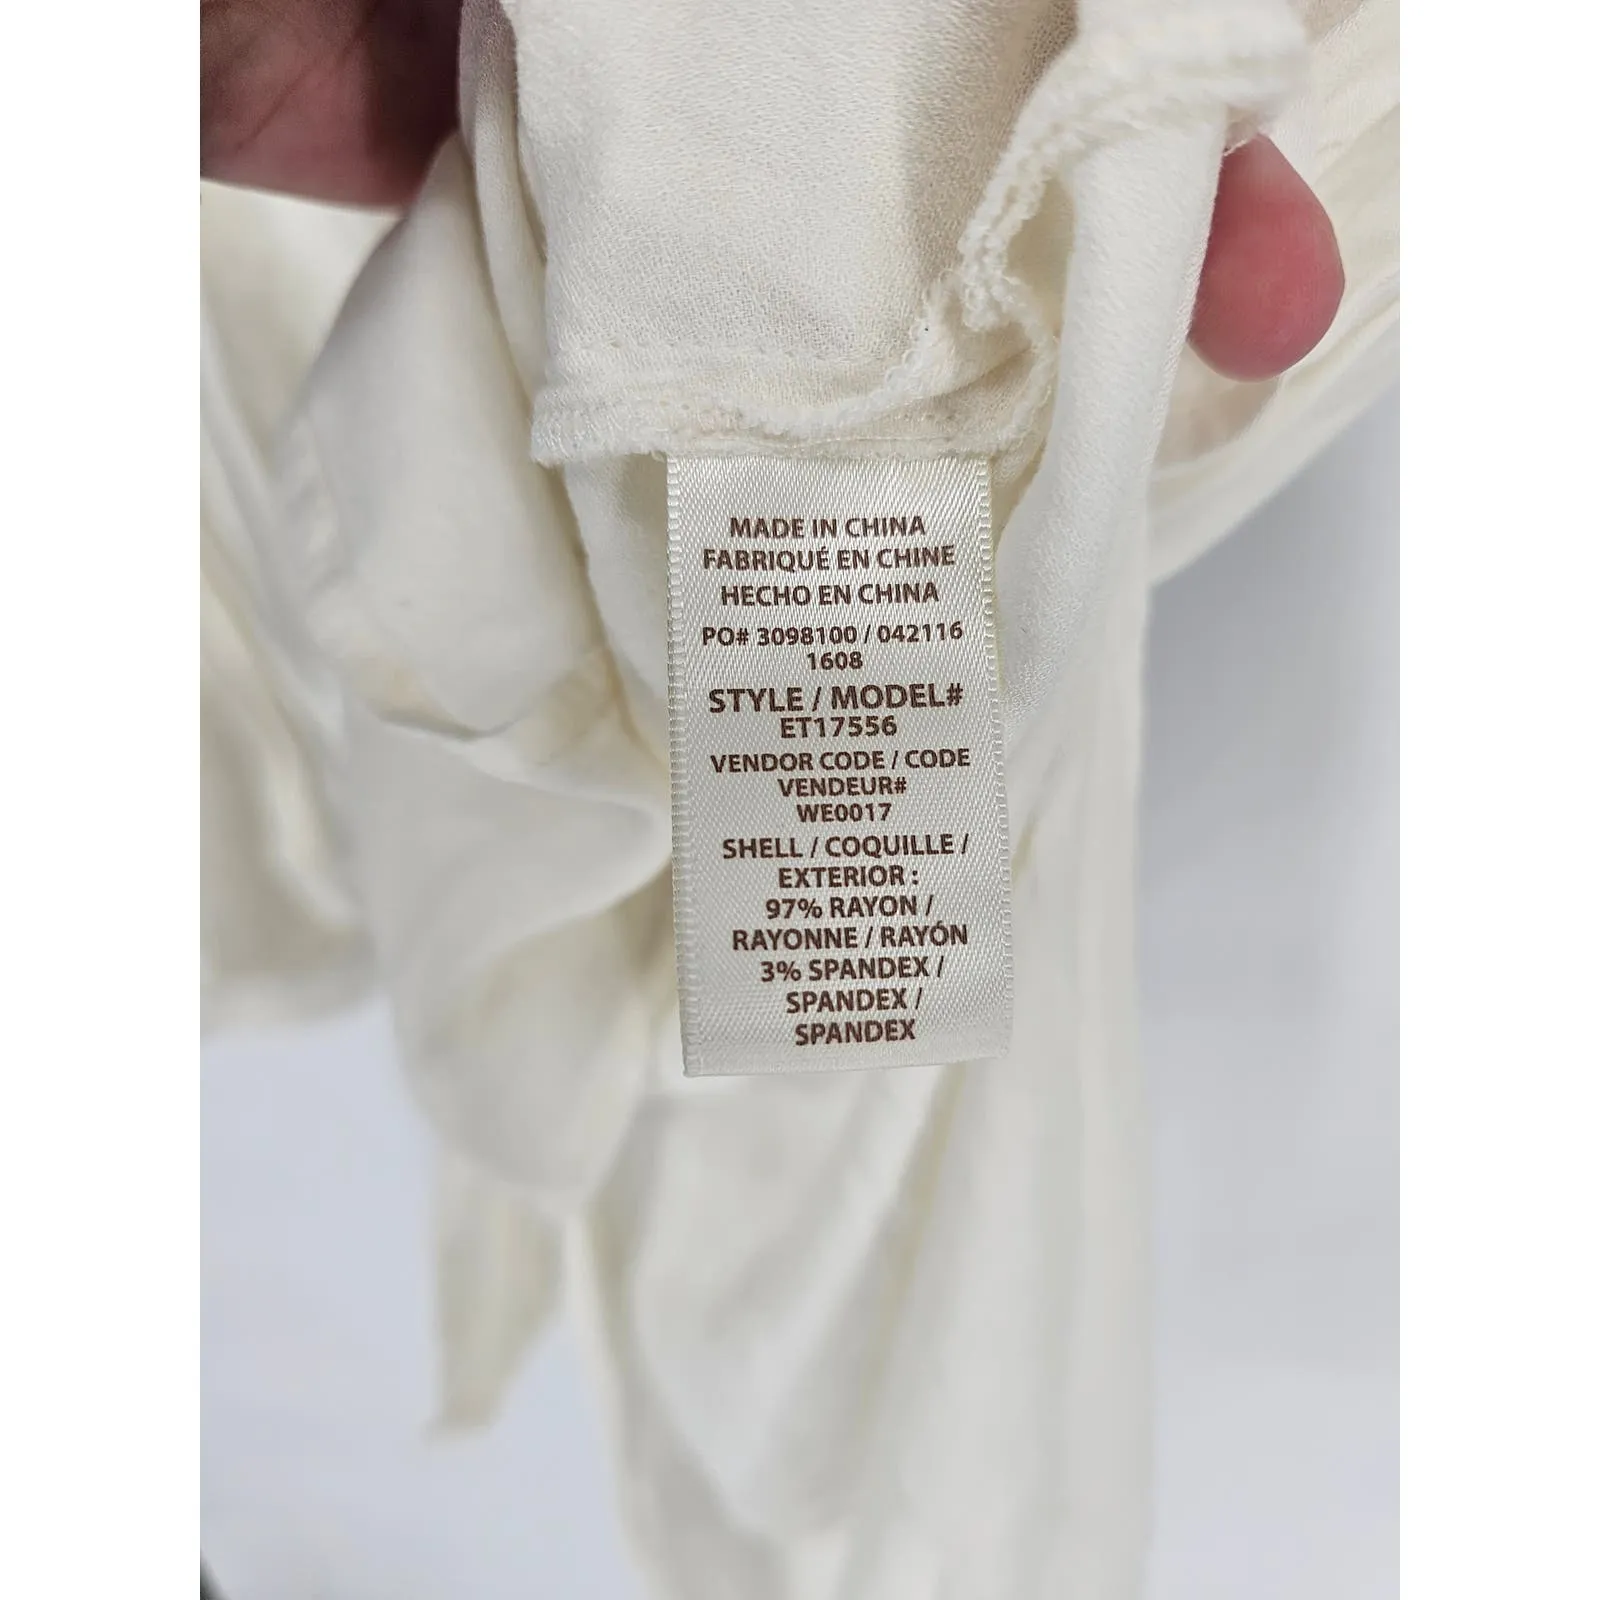 MADE IN CHINA
FABRIQUÉ EN CHINE
HECHO EN CHINA
PO# 3098100 / 042116
1608
STYLE / MODEL#
ET17556
VENDOR CODE / CODE
VENDEUR#
WE0017
SHELL / COQUILLE /
EXTERIOR :
97% RAYON /
RAYONNE / RAYÓN
3% SPANDEX /
SPANDEX /
SPANDEX